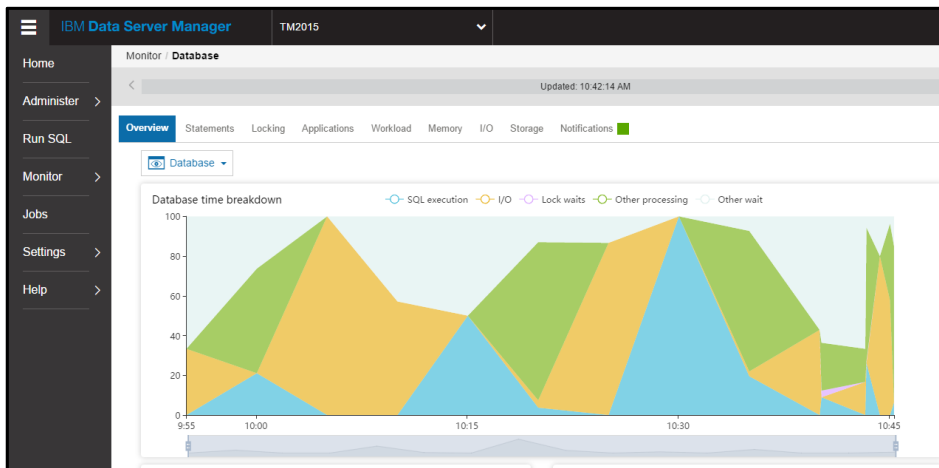 IBM Data Server Manager TM2015
Home
Administer
Run SQL
Monitor
Jobs
Settings
Help
Monitor / Database
Updated: 10:42:14 AM
Overview Statements Locking Applications Workload Memory I/O Storage Notifications
Database
Database time breakdown
SQL execution I/O Lock waits Other processing Other wait
100
80
60
40
20
0
9:55 10:00 10:15 10:30 10:45